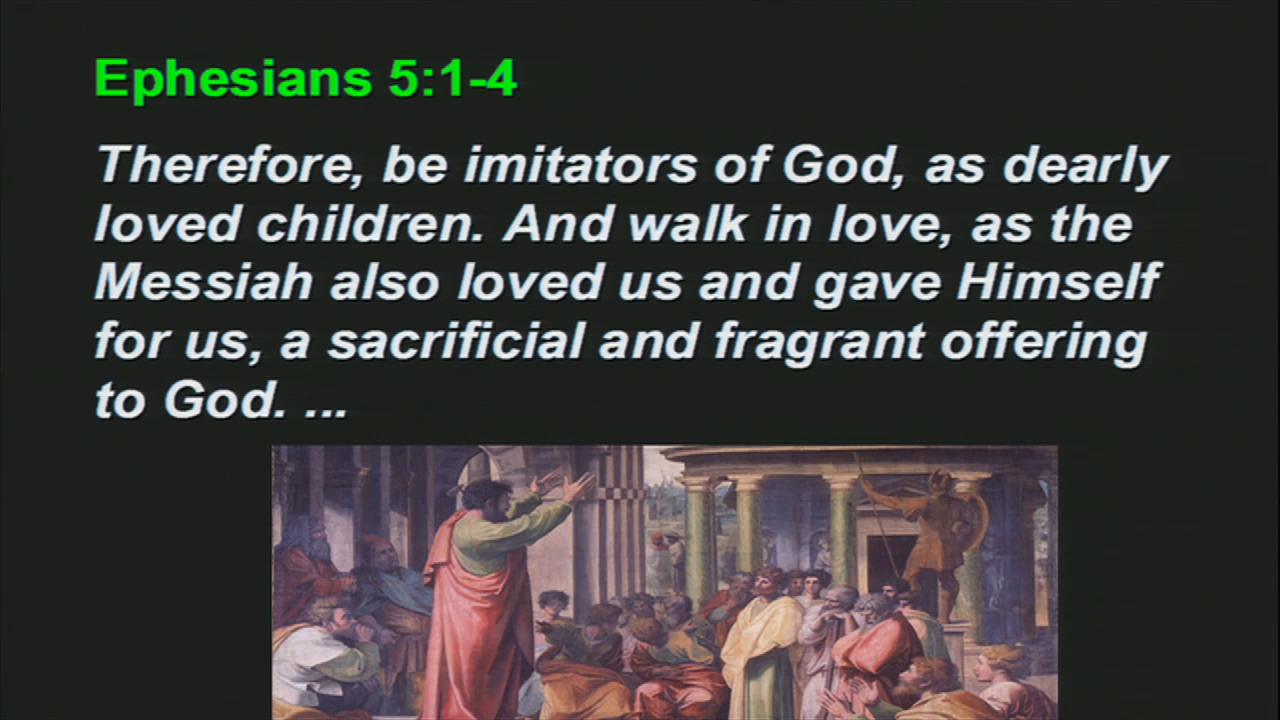 Ephesians 5:1-4
Therefore, be imitators of God, as dearly
loved children. And walk in love, as the
Messiah also loved us and gave Himself
for us, a sacrificial and fragrant offering
to God. ...